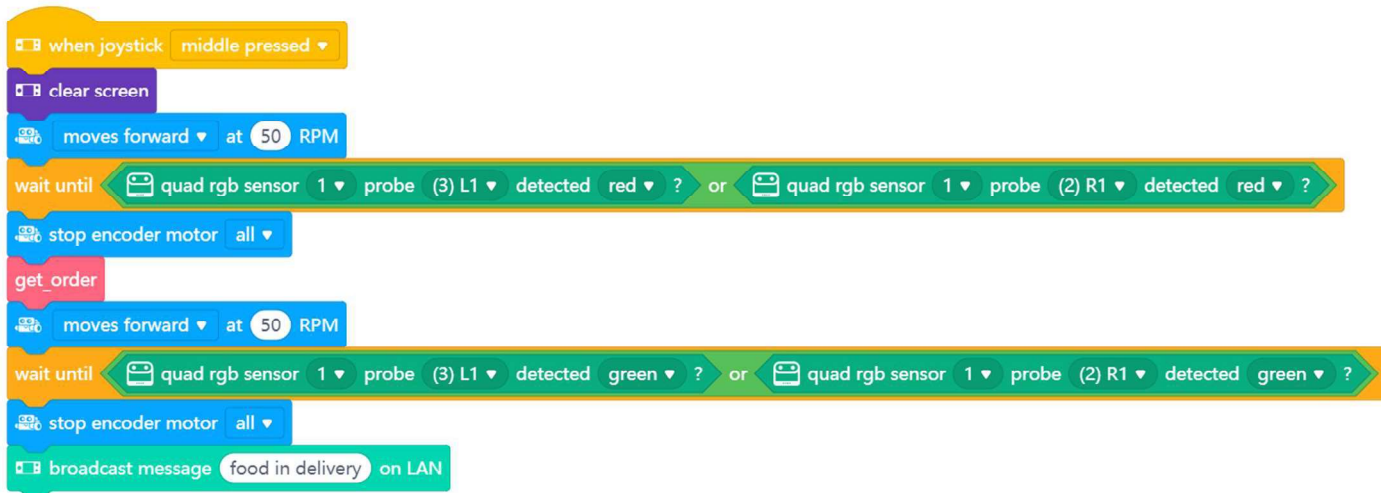 when joystick middle pressed
clear screen
moves forward at 50 RPM
wait until quad rgb sensor 1 probe (3) L1 detected red ? or quad rgb sensor 1 probe (2) R1 detected red ?
stop encoder motor all
get_order
moves forward at 50 RPM
wait until quad rgb sensor 1 probe (3) L1 detected green ? or quad rgb sensor 1 probe (2) R1 detected green ?
stop encoder motor all
broadcast message food in delivery on LAN